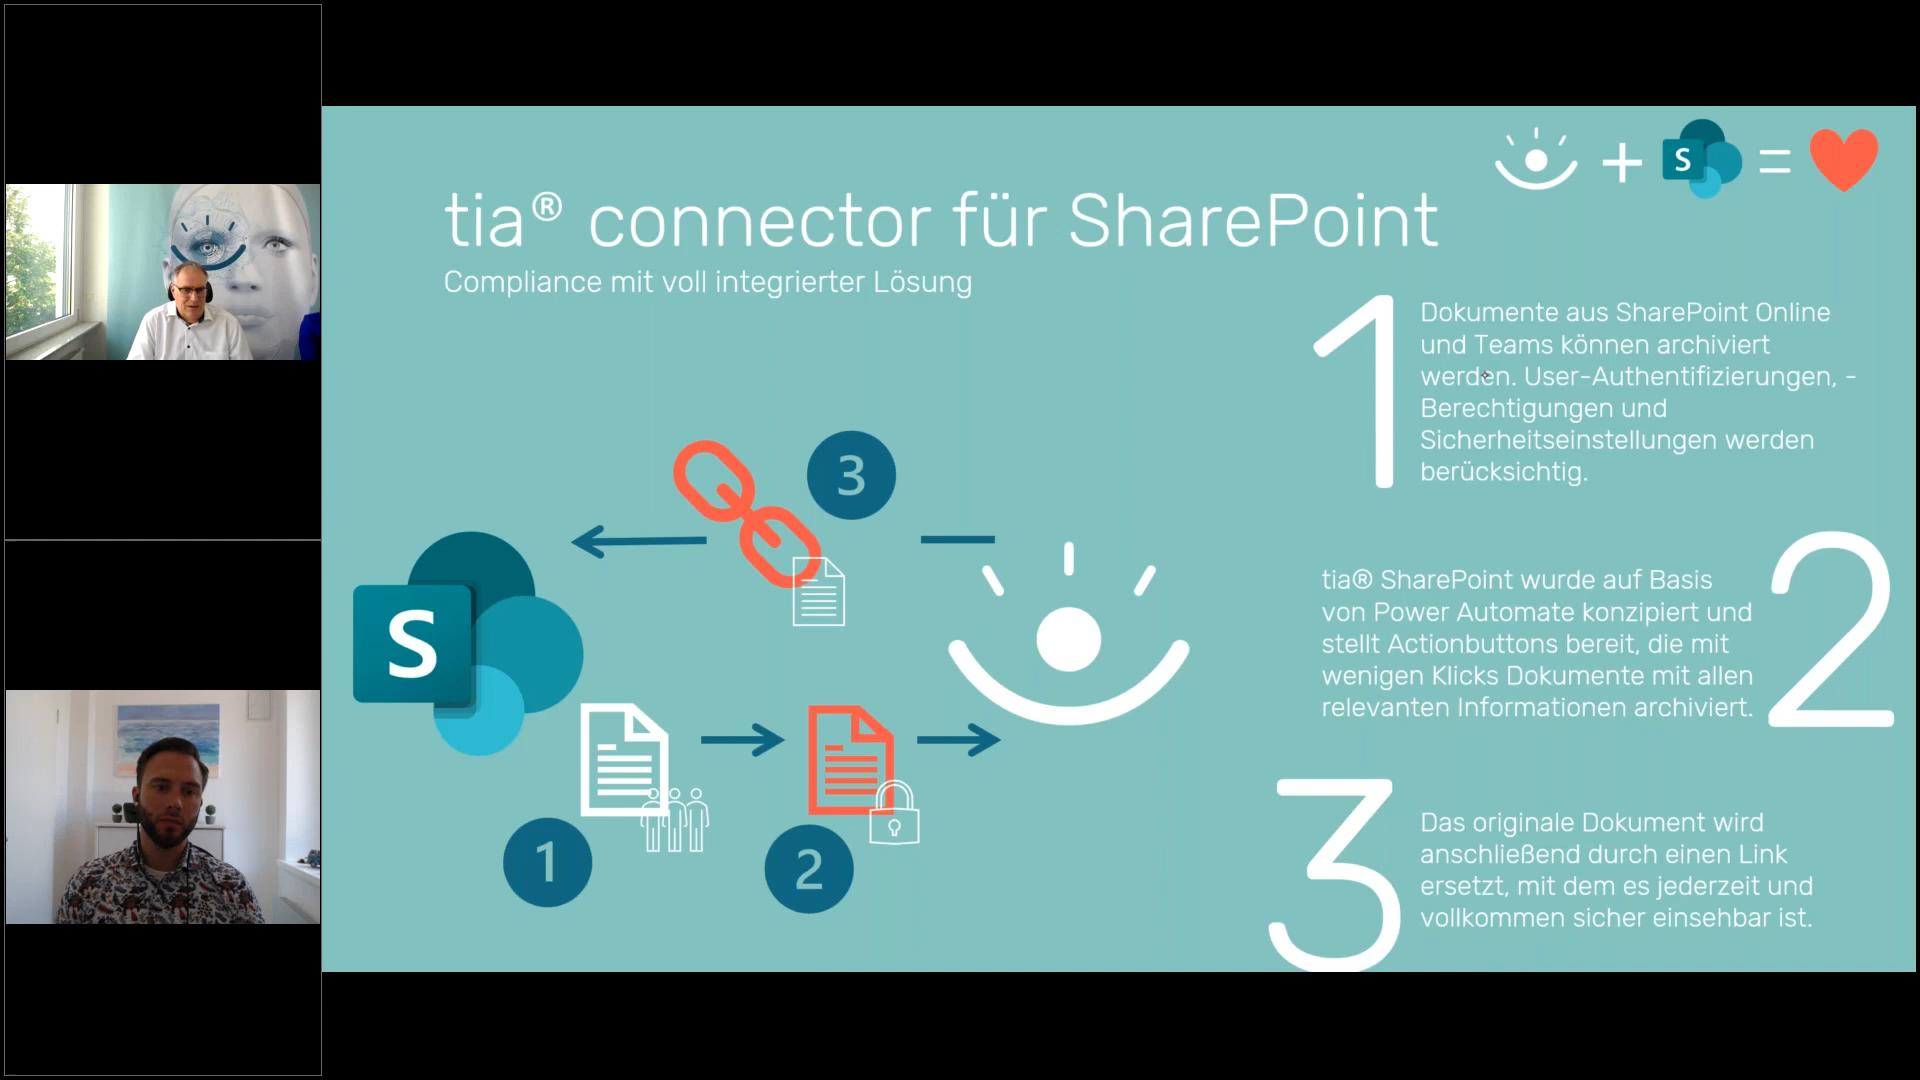 S
tia® connector für SharePoint
Compliance mit voll integrierter Lösung
1
Dokumente aus SharePoint Online
und Teams können archiviert
werden. User-Authentifizierungen, -
Berechtigungen und
Sicherheitseinstellungen werden
berücksichtig.
3
S
1
2
tia® SharePoint wurde auf Basis
von Power Automate konzipiert und
stellt Actionbuttons bereit, die mit
wenigen Klicks Dokumente mit allen
relevanten Informationen archiviert.
2
3
Das originale Dokument wird
anschließend durch einen Link
ersetzt, mit dem es jederzeit und
vollkommen sicher einsehbar ist.